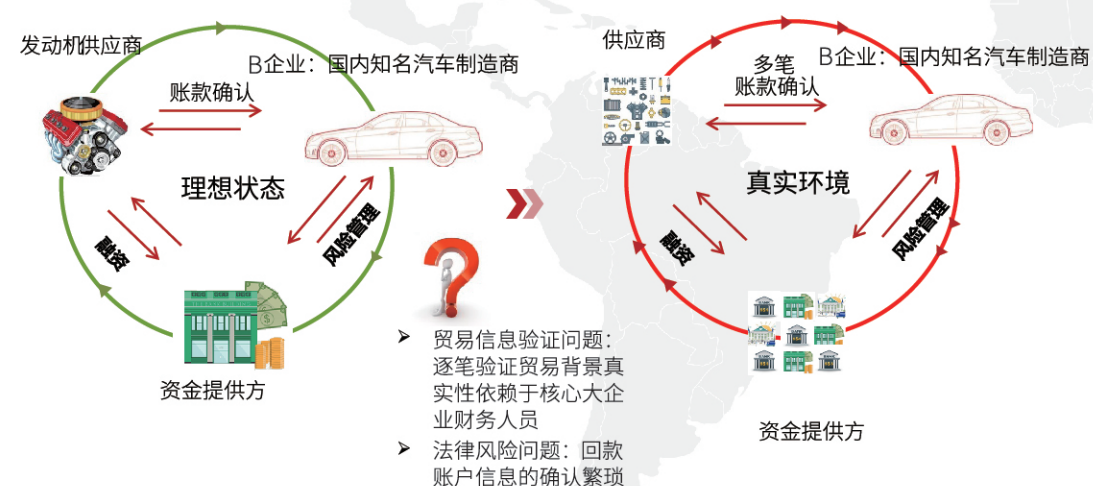 发动机供应商
B企业：国内知名汽车制造商
账款确认
理想状态
融资
风险管理
资金提供方
贸易信息验证问题：
逐笔验证贸易背景真
实性依赖于核心大企
业财务人员
法律风险问题：回款
账户信息的确认繁琐
供应商
多笔
账款确认
B企业：国内知名汽车制造商
真实环境
融资
风险管理
资金提供方